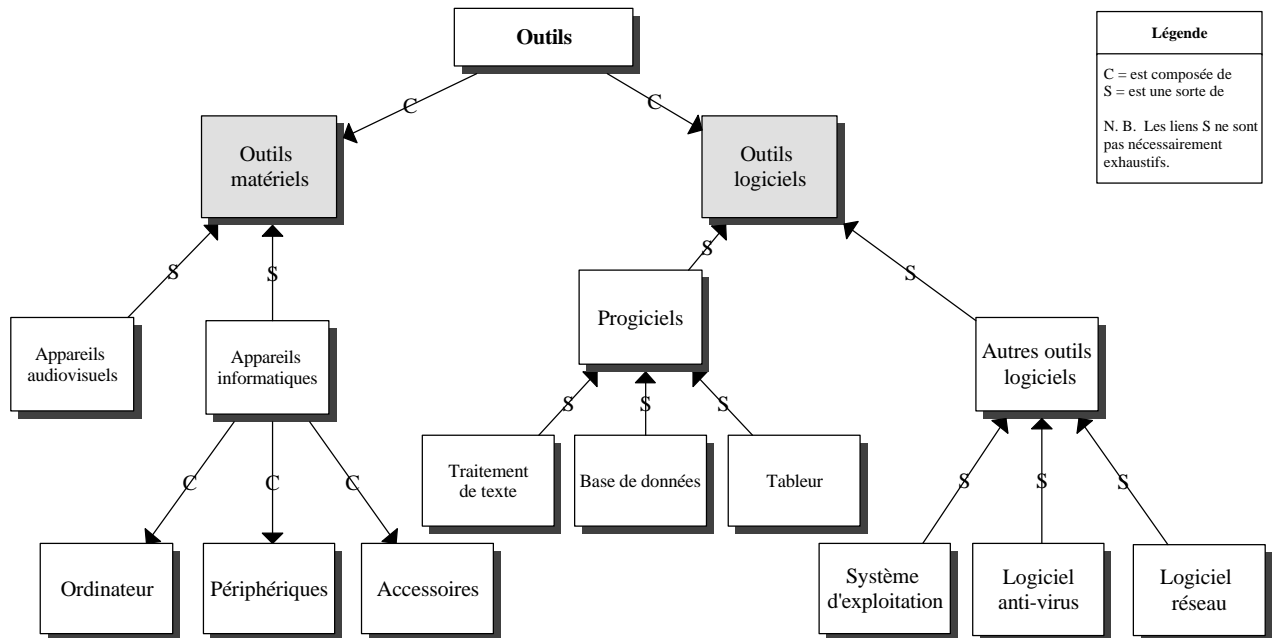 Outils
Légende
C = est composée de
S = est une sorte de
N. B. Les liens S ne sont
pas nécessairement
exhaustifs.
C
C
Outils
matériels
Outils
logiciels
S
S
S
S
Appareils
audiovisuels
Appareils
informatiques
Progiciels
Autres outils
logiciels
S
S
S
Traitement
de texte
Base de données
Tableur
C
C
C
S
S
S
Ordinateur
Périphériques
Accessoires
Système
d'exploitation
Logiciel
anti-virus
Logiciel
réseau